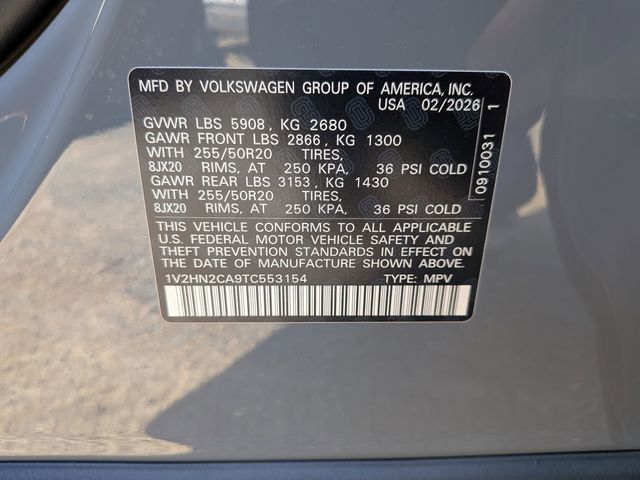 MFD BY VOLKSWAGEN GROUP OF AMERICA, INC.
USA 02/2026
GVWR LBS 5908, KG 2680
GAWR FRONT LBS 2866, KG 1300
WITH 255/50R20 TIRES,
8JX20 RIMS, AT 250 KPA, 36 PSI COLD
GAWR REAR LBS 3153, KG 1430
WITH 255/50R20 TIRES,
8JX20 RIMS, AT 250 KPA, 36 PSI COLD
THIS VEHICLE CONFORMS TO ALL APPLICABLE
U.S. FEDERAL MOTOR VEHICLE SAFETY AND
THEFT PREVENTION STANDARDS IN EFFECT ON
THE DATE OF MANUFACTURE SHOWN ABOVE.
1V2HN2CA9TC553154 TYPE: MPV
0910031 1